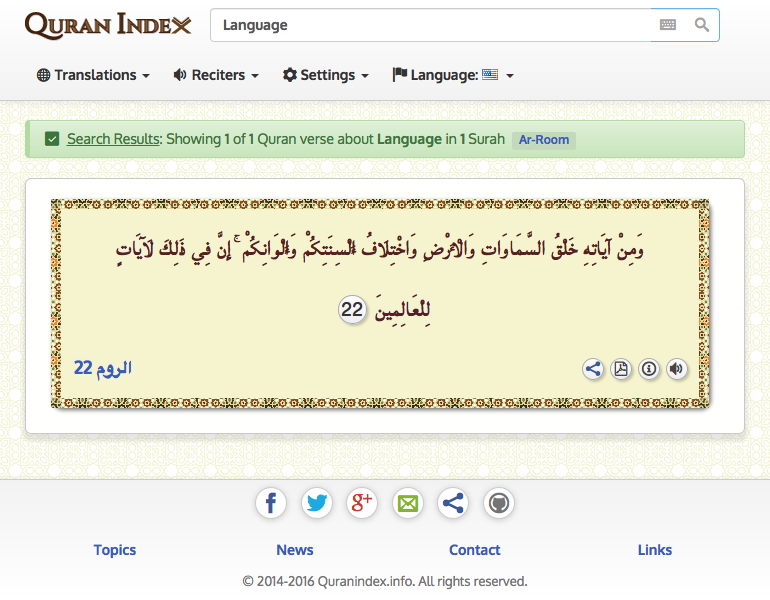 QURAN INDEX
Language
Translations
Reciters
Settings
Language:
Search Results: Showing 1 of 1 Quran verse about Language in 1 Surah Ar-Room
وَمِنْ آيَاتِهِ خَلْقُ السَّمَاوَاتِ وَالْأَرْضِ وَاخْتِلَافُ أَلْسِنَتِكُمْ وَأَلْوَانِكُمْ ۚ إِنَّ فِي ذَٰلِكَ لَآيَاتٍ
لِلْعَالِمِينَ 22
الروم 22
Topics
News
Contact
Links
© 2014-2016 Quranindex.info. All rights reserved.